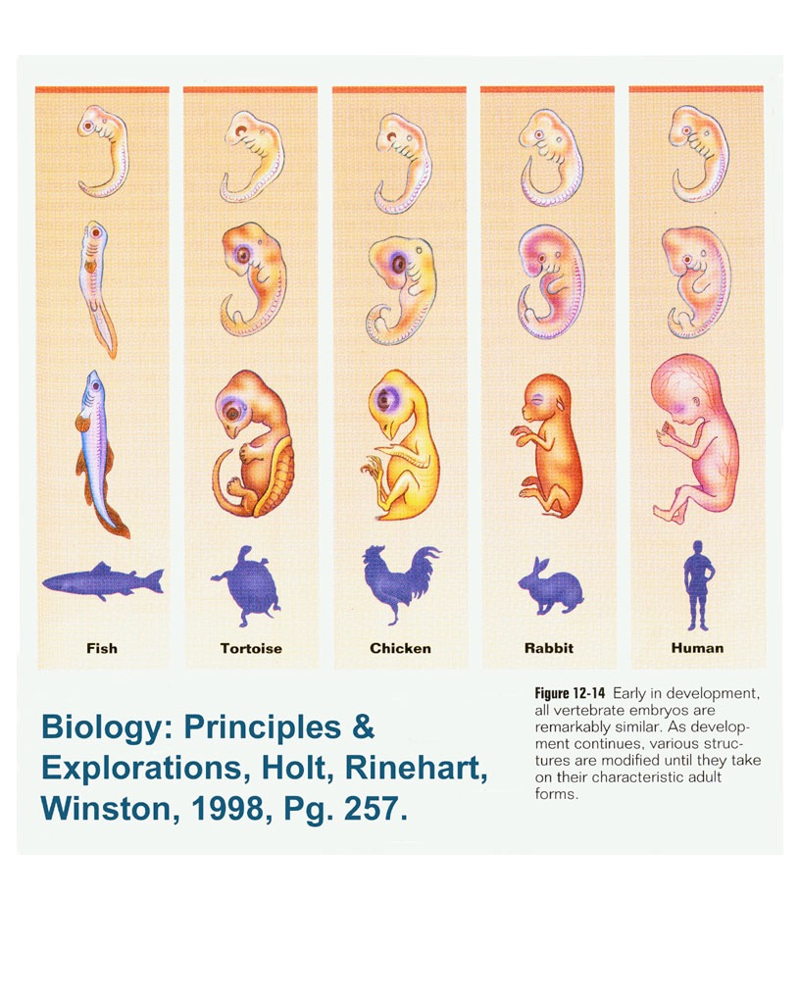 Fish
Tortoise
Chicken
Rabbit
Human
Figure 12-14 Early in development,
all vertebrate embryos are
remarkably similar. As develop-
ment continues, various struc-
tures are modified until they take
on their characteristic adult
forms.
Biology: Principles &
Explorations, Holt, Rinehart,
Winston, 1998, Pg. 257.